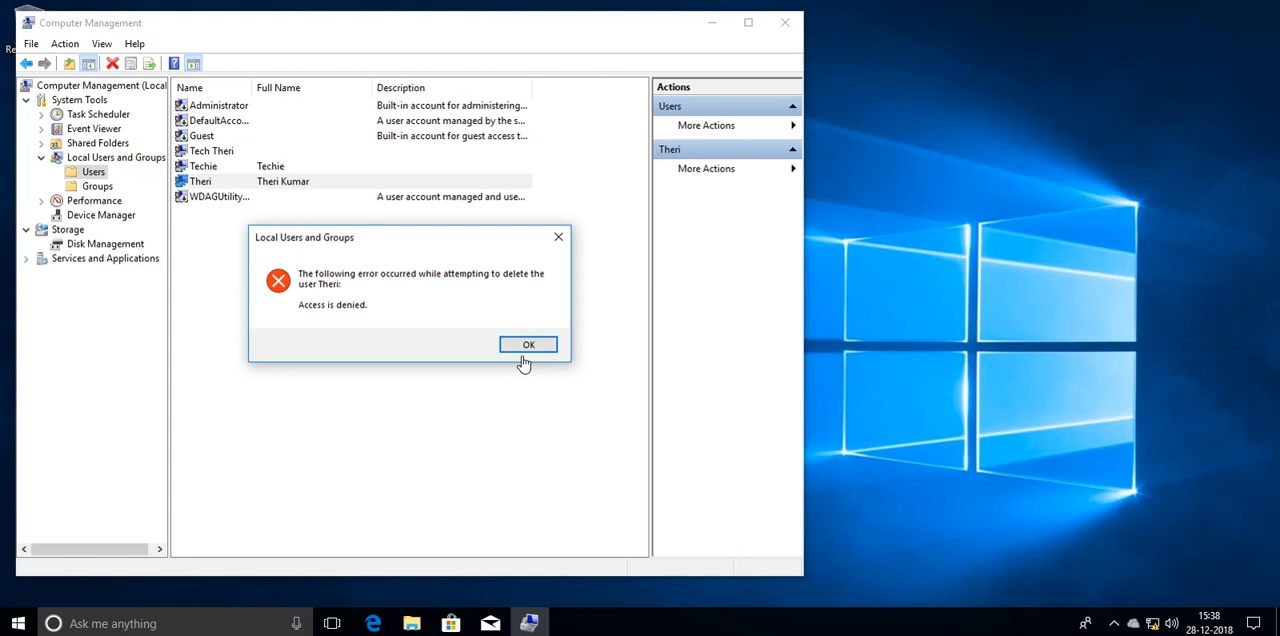 Computer Management
File Action View Help
Re
Computer Management (Local
System Tools
Task Scheduler
Event Viewer
Shared Folders
Local Users and Groups
Users
Groups
Performance
Device Manager
Storage
Disk Management
Services and Applications
Name Full Name Description
Administrator Built-in account for administering...
DefaultAcco... A user account managed by the s...
Guest Built-in account for guest access t...
Tech Theri
Techie Techie
Theri Theri Kumar
WDAGUtility... A user account managed and use...
Local Users and Groups
The following error occurred while attempting to delete the
user Theri:
Access is denied.
OK
Actions
Users
More Actions
Theri
More Actions
Ask me anything
15:38
28-12-2018